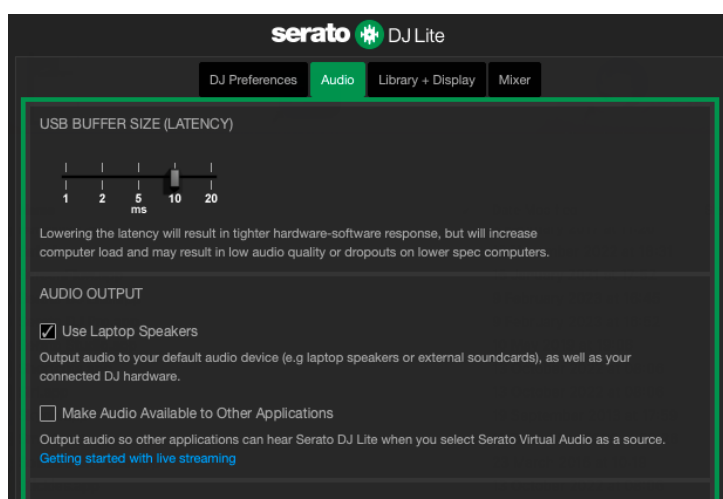 serato DJ Lite
DJ Preferences Audio Library + Display Mixer
USB BUFFER SIZE (LATENCY)
1 2 5 10 20
ms
Lowering the latency will result in tighter hardware-software response, but will increase
computer load and may result in low audio quality or dropouts on lower spec computers.
AUDIO OUTPUT
Use Laptop Speakers
Output audio to your default audio device (e.g laptop speakers or external soundcards), as well as your
connected DJ hardware.
Make Audio Available to Other Applications
Output audio so other applications can hear Serato DJ Lite when you select Serato Virtual Audio as a source.
Getting started with live streaming